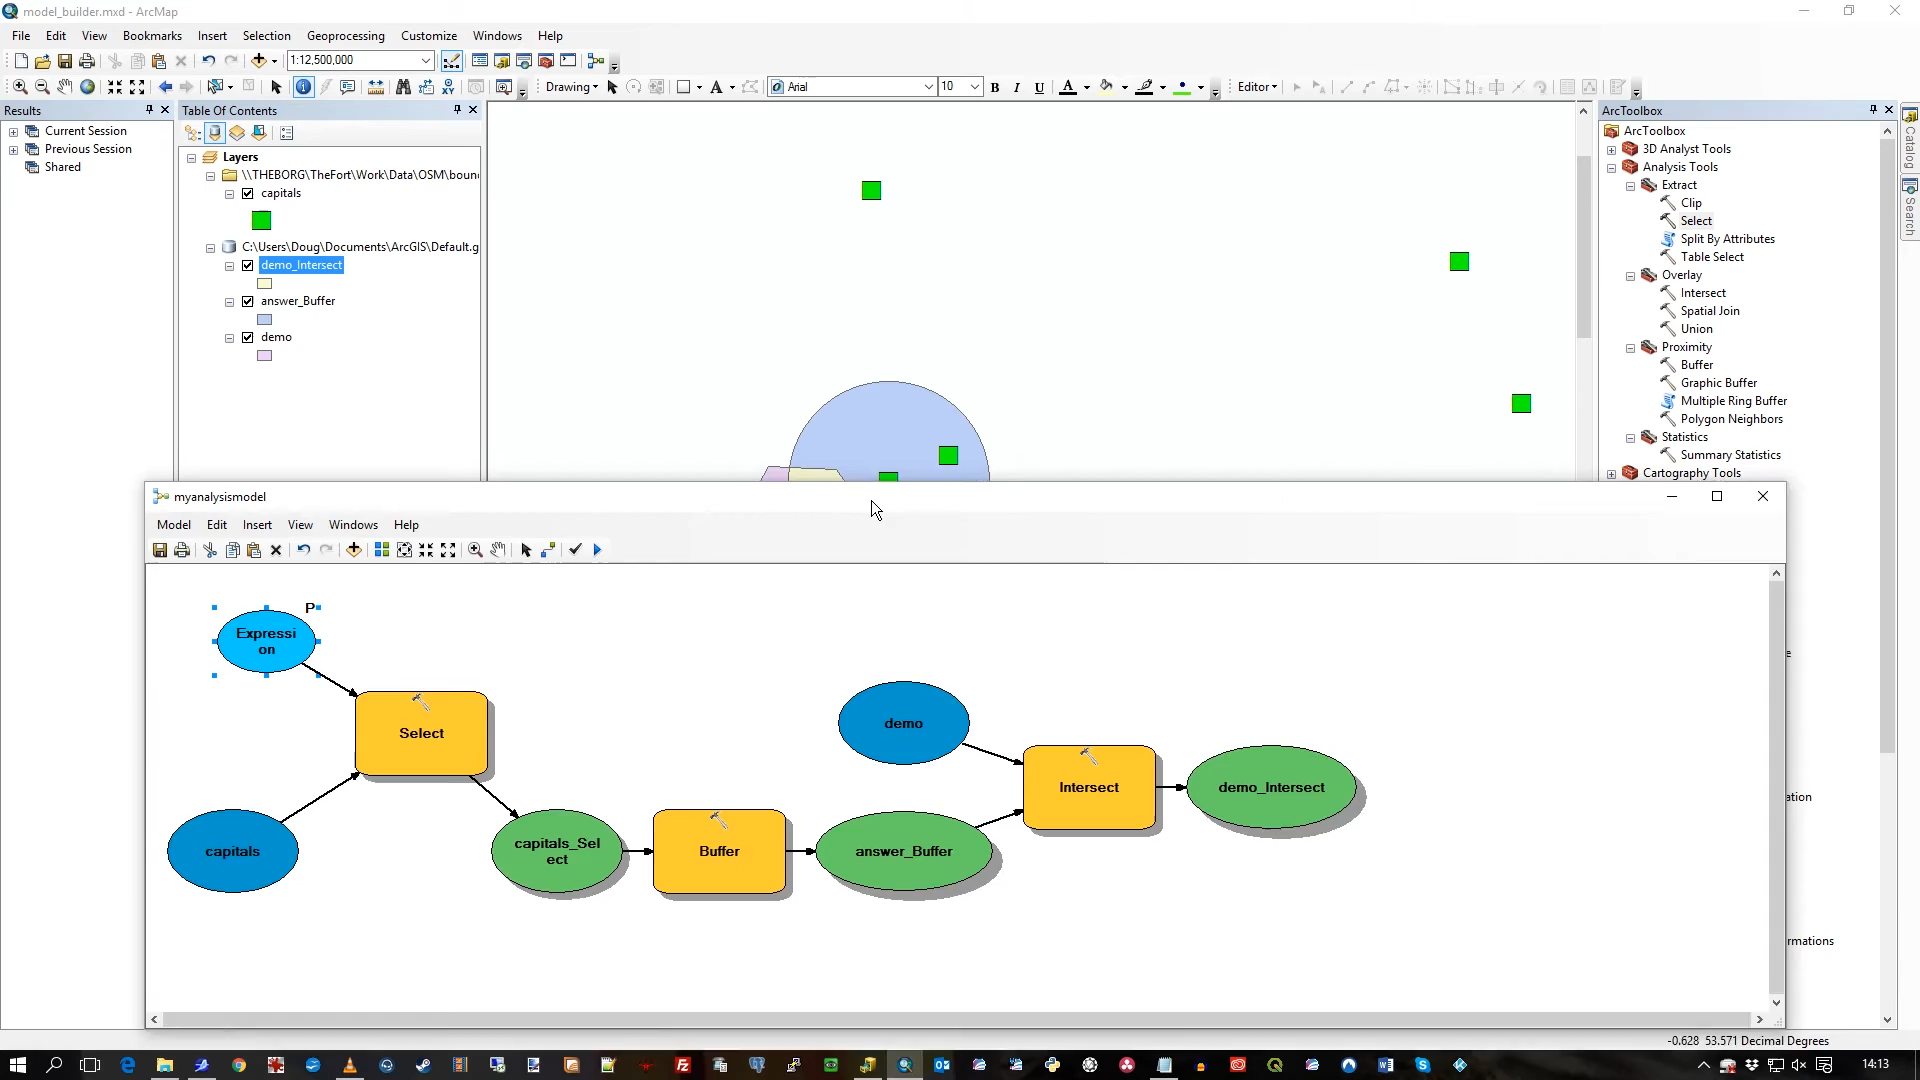 model_builder.mxd - ArcMap
File Edit View Bookmarks Insert Selection Geoprocessing Customize Windows Help
1:12,500,000
Drawing
Arial
10
B I U
A
Editor
Results
Current Session
Previous Session
Shared
Table Of Contents
Layers
\\THEBORG\TheFort\Work\Data\OSM\boun
capitals
C:\Users\Doug\Documents\ArcGIS\Default.g
demo_Intersect
answer_Buffer
demo
ArcToolbox
ArcToolbox
3D Analyst Tools
Analysis Tools
Extract
Clip
Select
Split By Attributes
Table Select
Overlay
Intersect
Spatial Join
Union
Proximity
Buffer
Graphic Buffer
Multiple Ring Buffer
Polygon Neighbors
Statistics
Summary Statistics
Cartography Tools
Catalog
Search
myanalysismodel
Model Edit Insert View Windows Help
P
Expressi
on
Select
capitals
capitals_Sel
ect
Buffer
answer_Buffer
demo
Intersect
demo_Intersect
e
ation
rmations
-0.628 53.571 Decimal Degrees
14:13